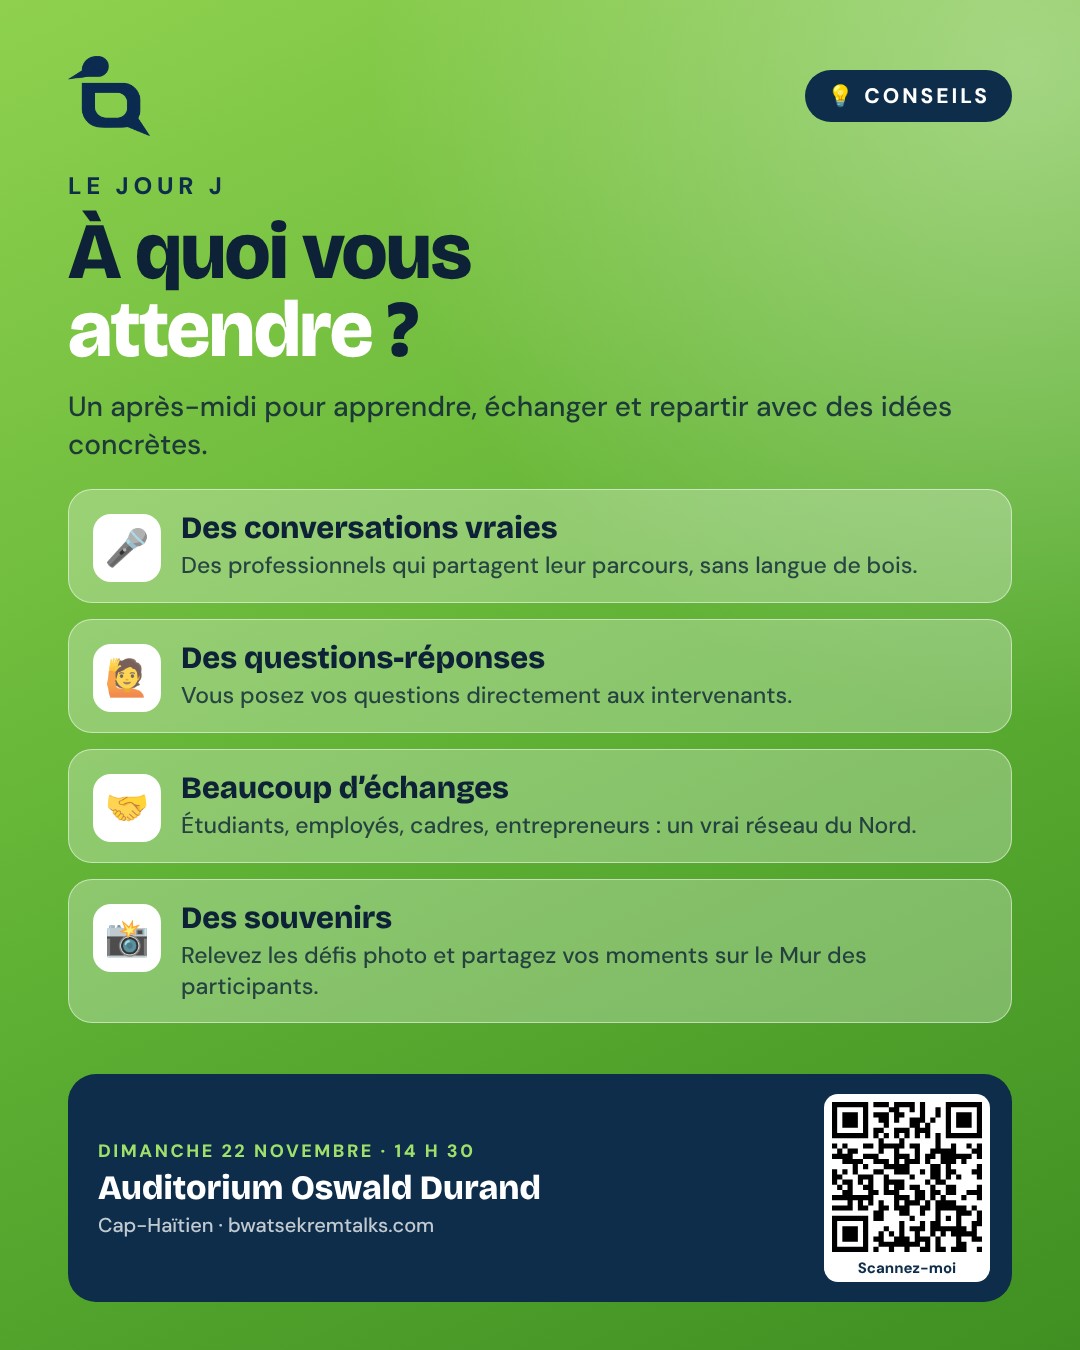 CONSEILS
LE JOUR J
À quoi vous
attendre ?
Un après-midi pour apprendre, échanger et repartir avec des idées
concrètes.
Des conversations vraies
Des professionnels qui partagent leur parcours, sans langue de bois.
Des questions-réponses
Vous posez vos questions directement aux intervenants.
Beaucoup d’échanges
Étudiants, employés, cadres, entrepreneurs : un vrai réseau du Nord.
Des souvenirs
Relevez les défis photo et partagez vos moments sur le Mur des
participants.
DIMANCHE 22 NOVEMBRE · 14 H 30
Auditorium Oswald Durand
Cap-Haïtien · bwatsekremtalks.com
Scannez-moi